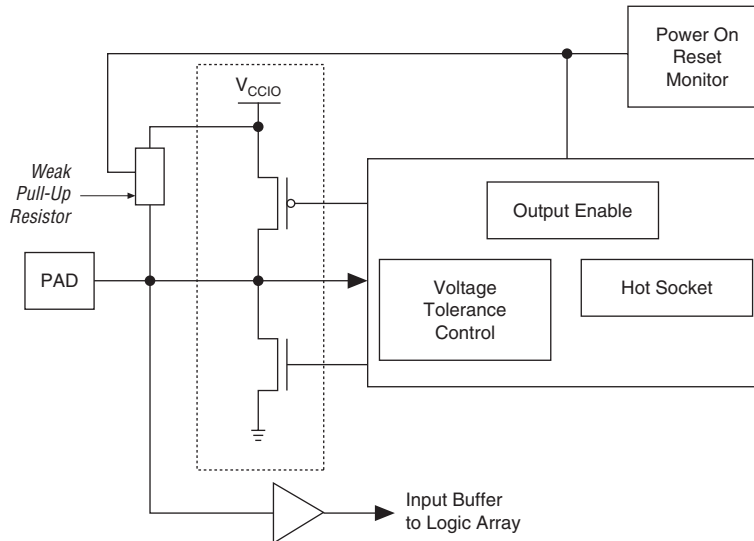 Power On
Reset
Monitor
V_CCIO
Weak
Pull-Up
Resistor
Output Enable
PAD
Voltage
Tolerance
Control
Hot Socket
Input Buffer
to Logic Array